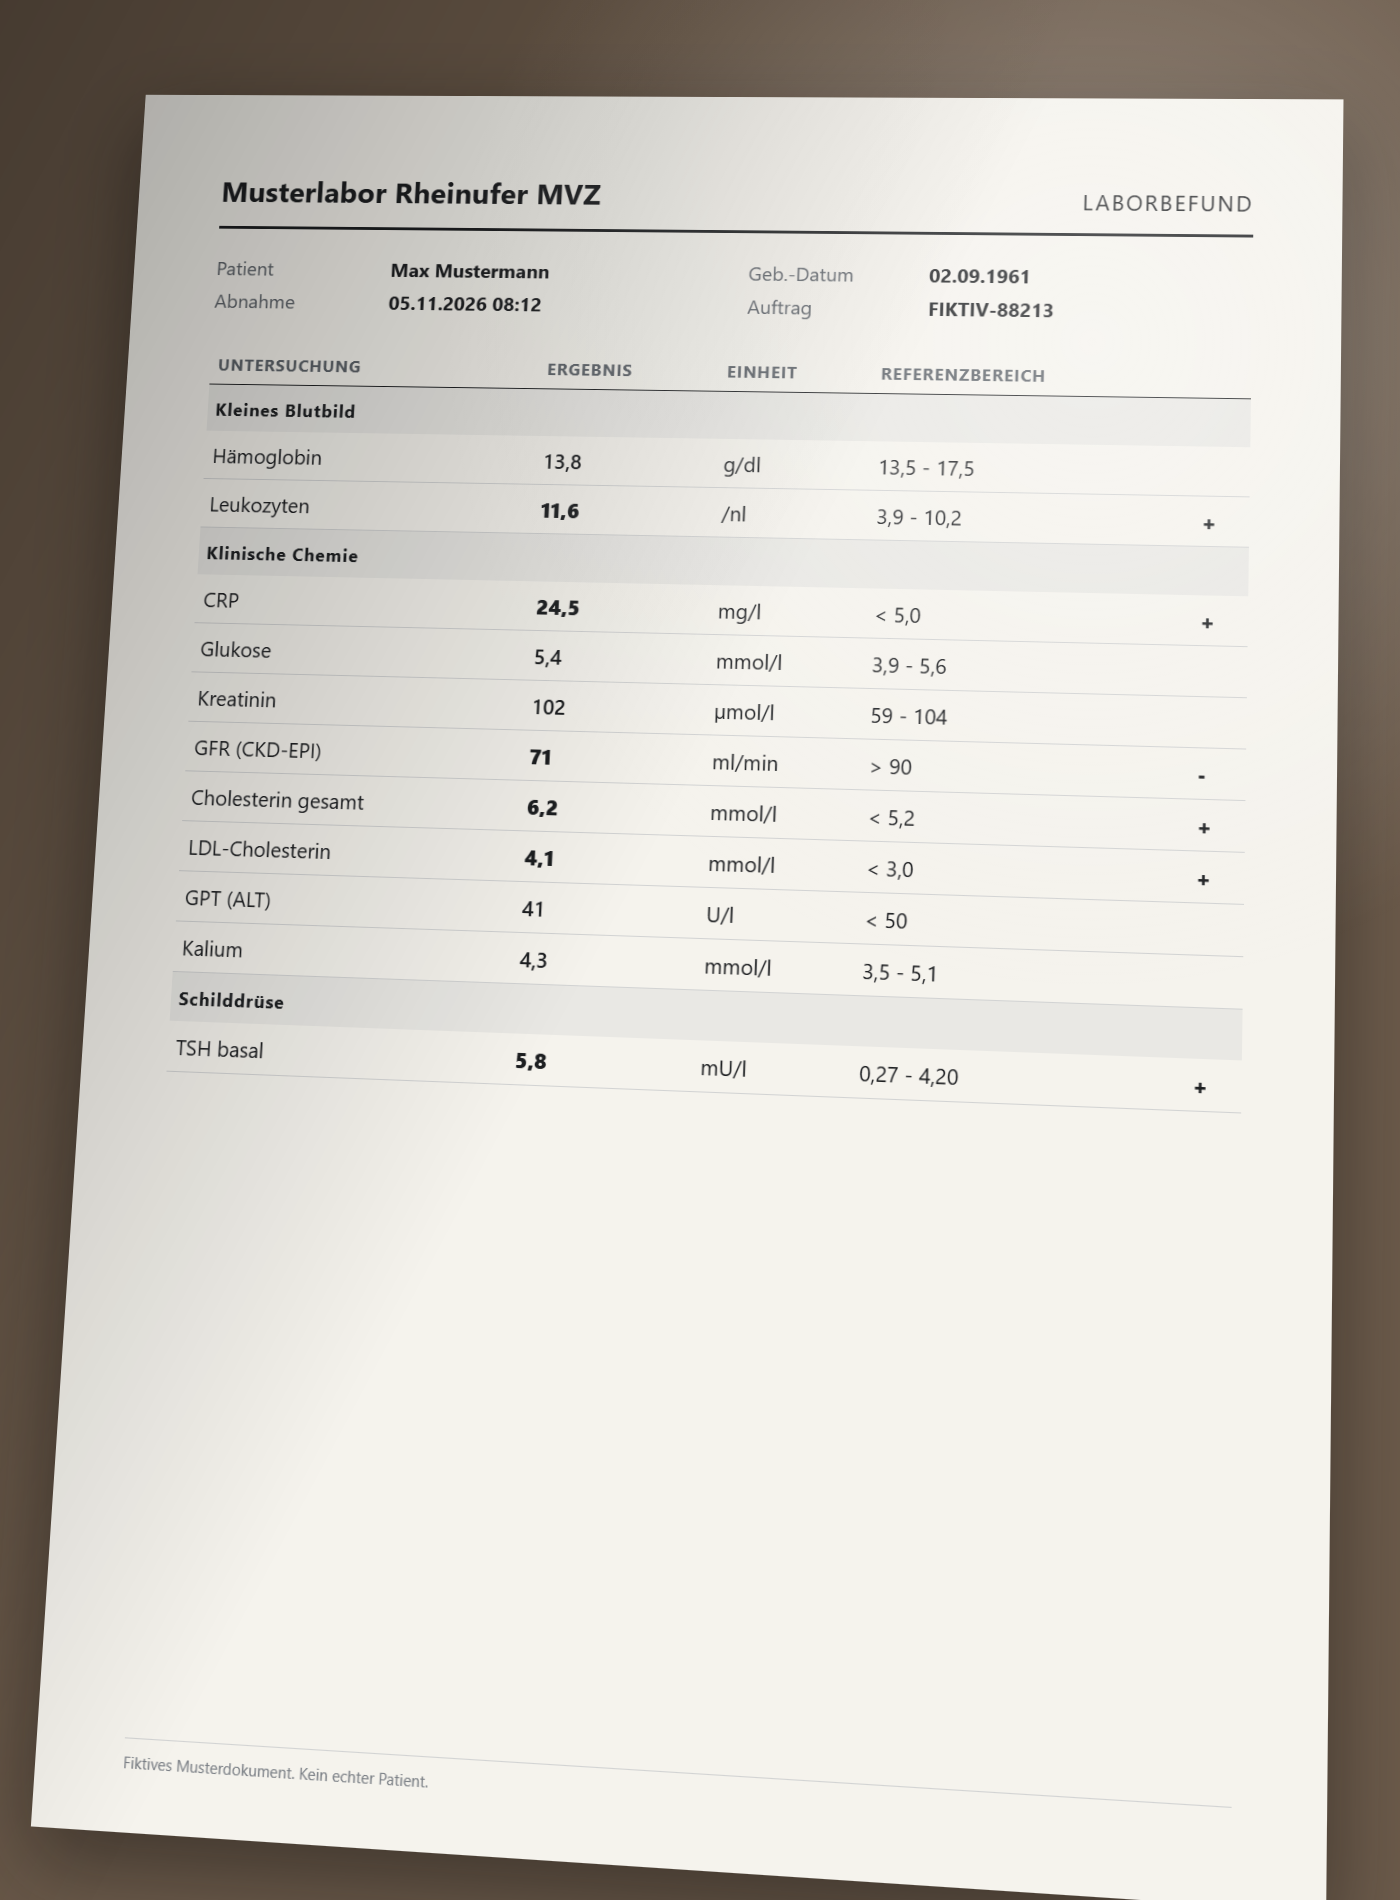 Musterlabor Rheinufer MVZ LABORBEFUND
Patient Max Mustermann Geb.-Datum 02.09.1961
Abnahme 05.11.2026 08:12 Auftrag FIKTIV-88213
UNTERSUCHUNG ERGEBNIS EINHEIT REFERENZBEREICH
Kleines Blutbild
Hämoglobin 13,8 g/dl 13,5 - 17,5
Leukozyten 11,6 /nl 3,9 - 10,2 +
Klinische Chemie
CRP 24,5 mg/l < 5,0 +
Glukose 5,4 mmol/l 3,9 - 5,6
Kreatinin 102 µmol/l 59 - 104
GFR (CKD-EPI) 71 ml/min > 90 -
Cholesterin gesamt 6,2 mmol/l < 5,2 +
LDL-Cholesterin 4,1 mmol/l < 3,0 +
GPT (ALT) 41 U/l < 50
Kalium 4,3 mmol/l 3,5 - 5,1
Schilddrüse
TSH basal 5,8 mU/l 0,27 - 4,20 +
Fiktives Musterdokument. Kein echter Patient.